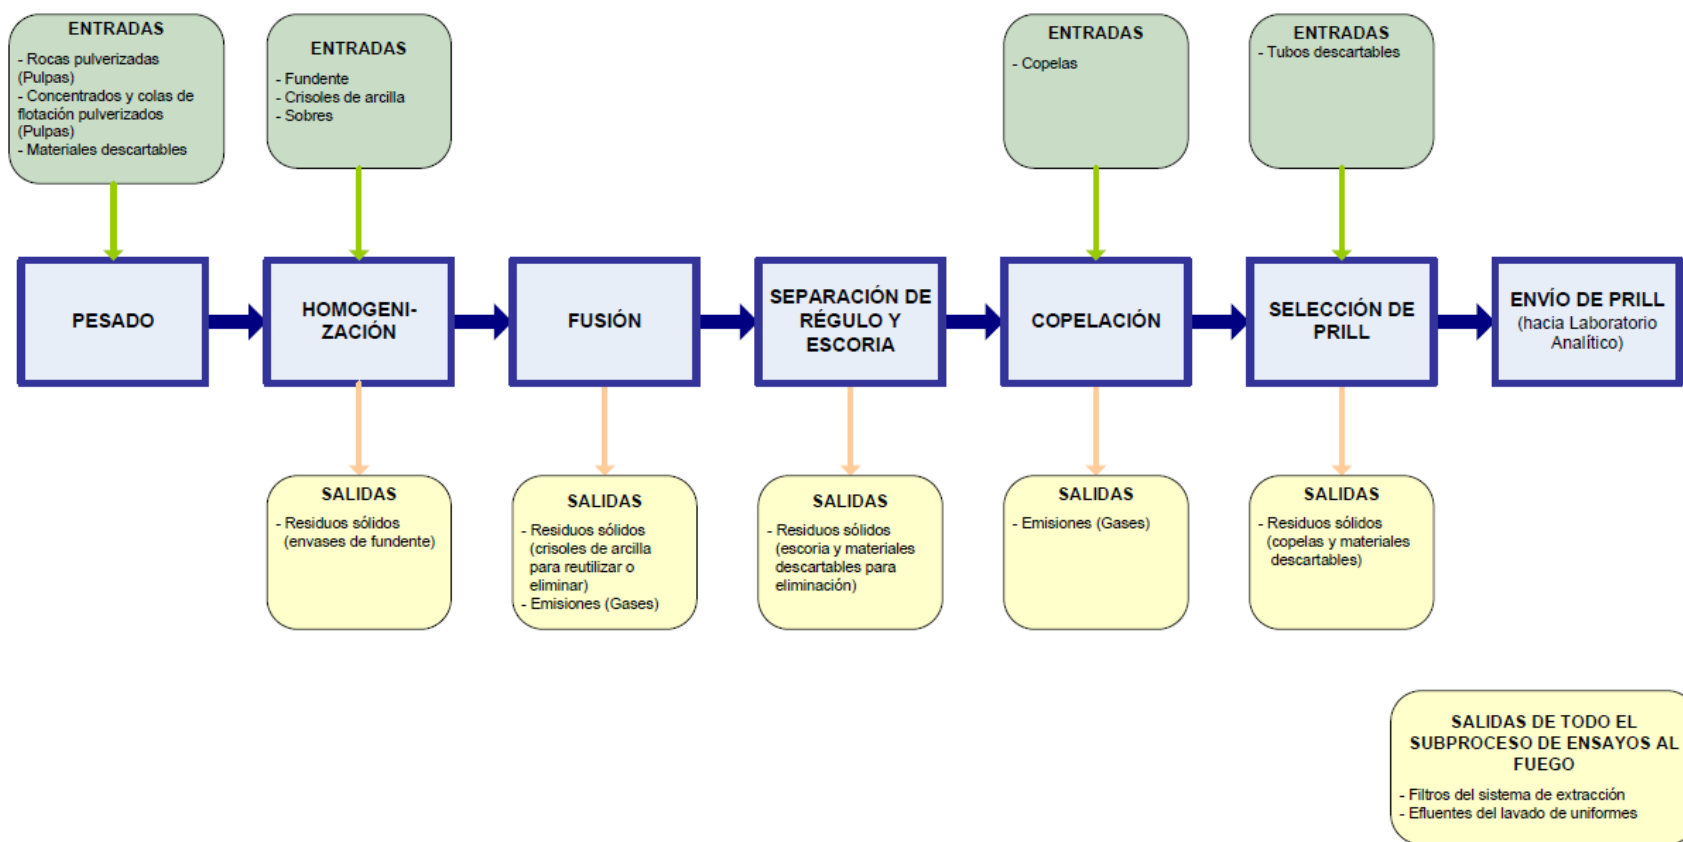 ENTRADAS
- Rocas pulverizadas
(Pulpas)
- Concentrados y colas de
flotación pulverizados
(Pulpas)
- Materiales descartables
ENTRADAS
- Fundente
- Crisoles de arcilla
- Sobres
ENTRADAS
- Copelas
ENTRADAS
- Tubos descartables
PESADO
HOMOGENI-
ZACIÓN
FUSIÓN
SEPARACIÓN DE
RÉGULO Y
ESCORIA
COPELACIÓN
SELECCIÓN DE
PRILL
ENVÍO DE PRILL
(hacia Laboratorio
Analítico)
SALIDAS
- Residuos sólidos
(envases de fundente)
SALIDAS
- Residuos sólidos
(crisoles de arcilla
para reutilizar o
eliminar)
- Emisiones (Gases)
SALIDAS
- Residuos sólidos
(escoria y materiales
descartables para
eliminación)
SALIDAS
- Emisiones (Gases)
SALIDAS
- Residuos sólidos
(copelas y materiales
descartables)
SALIDAS DE TODO EL
SUBPROCESO DE ENSAYOS AL
FUEGO
- Filtros del sistema de extracción
- Efluentes del lavado de uniformes